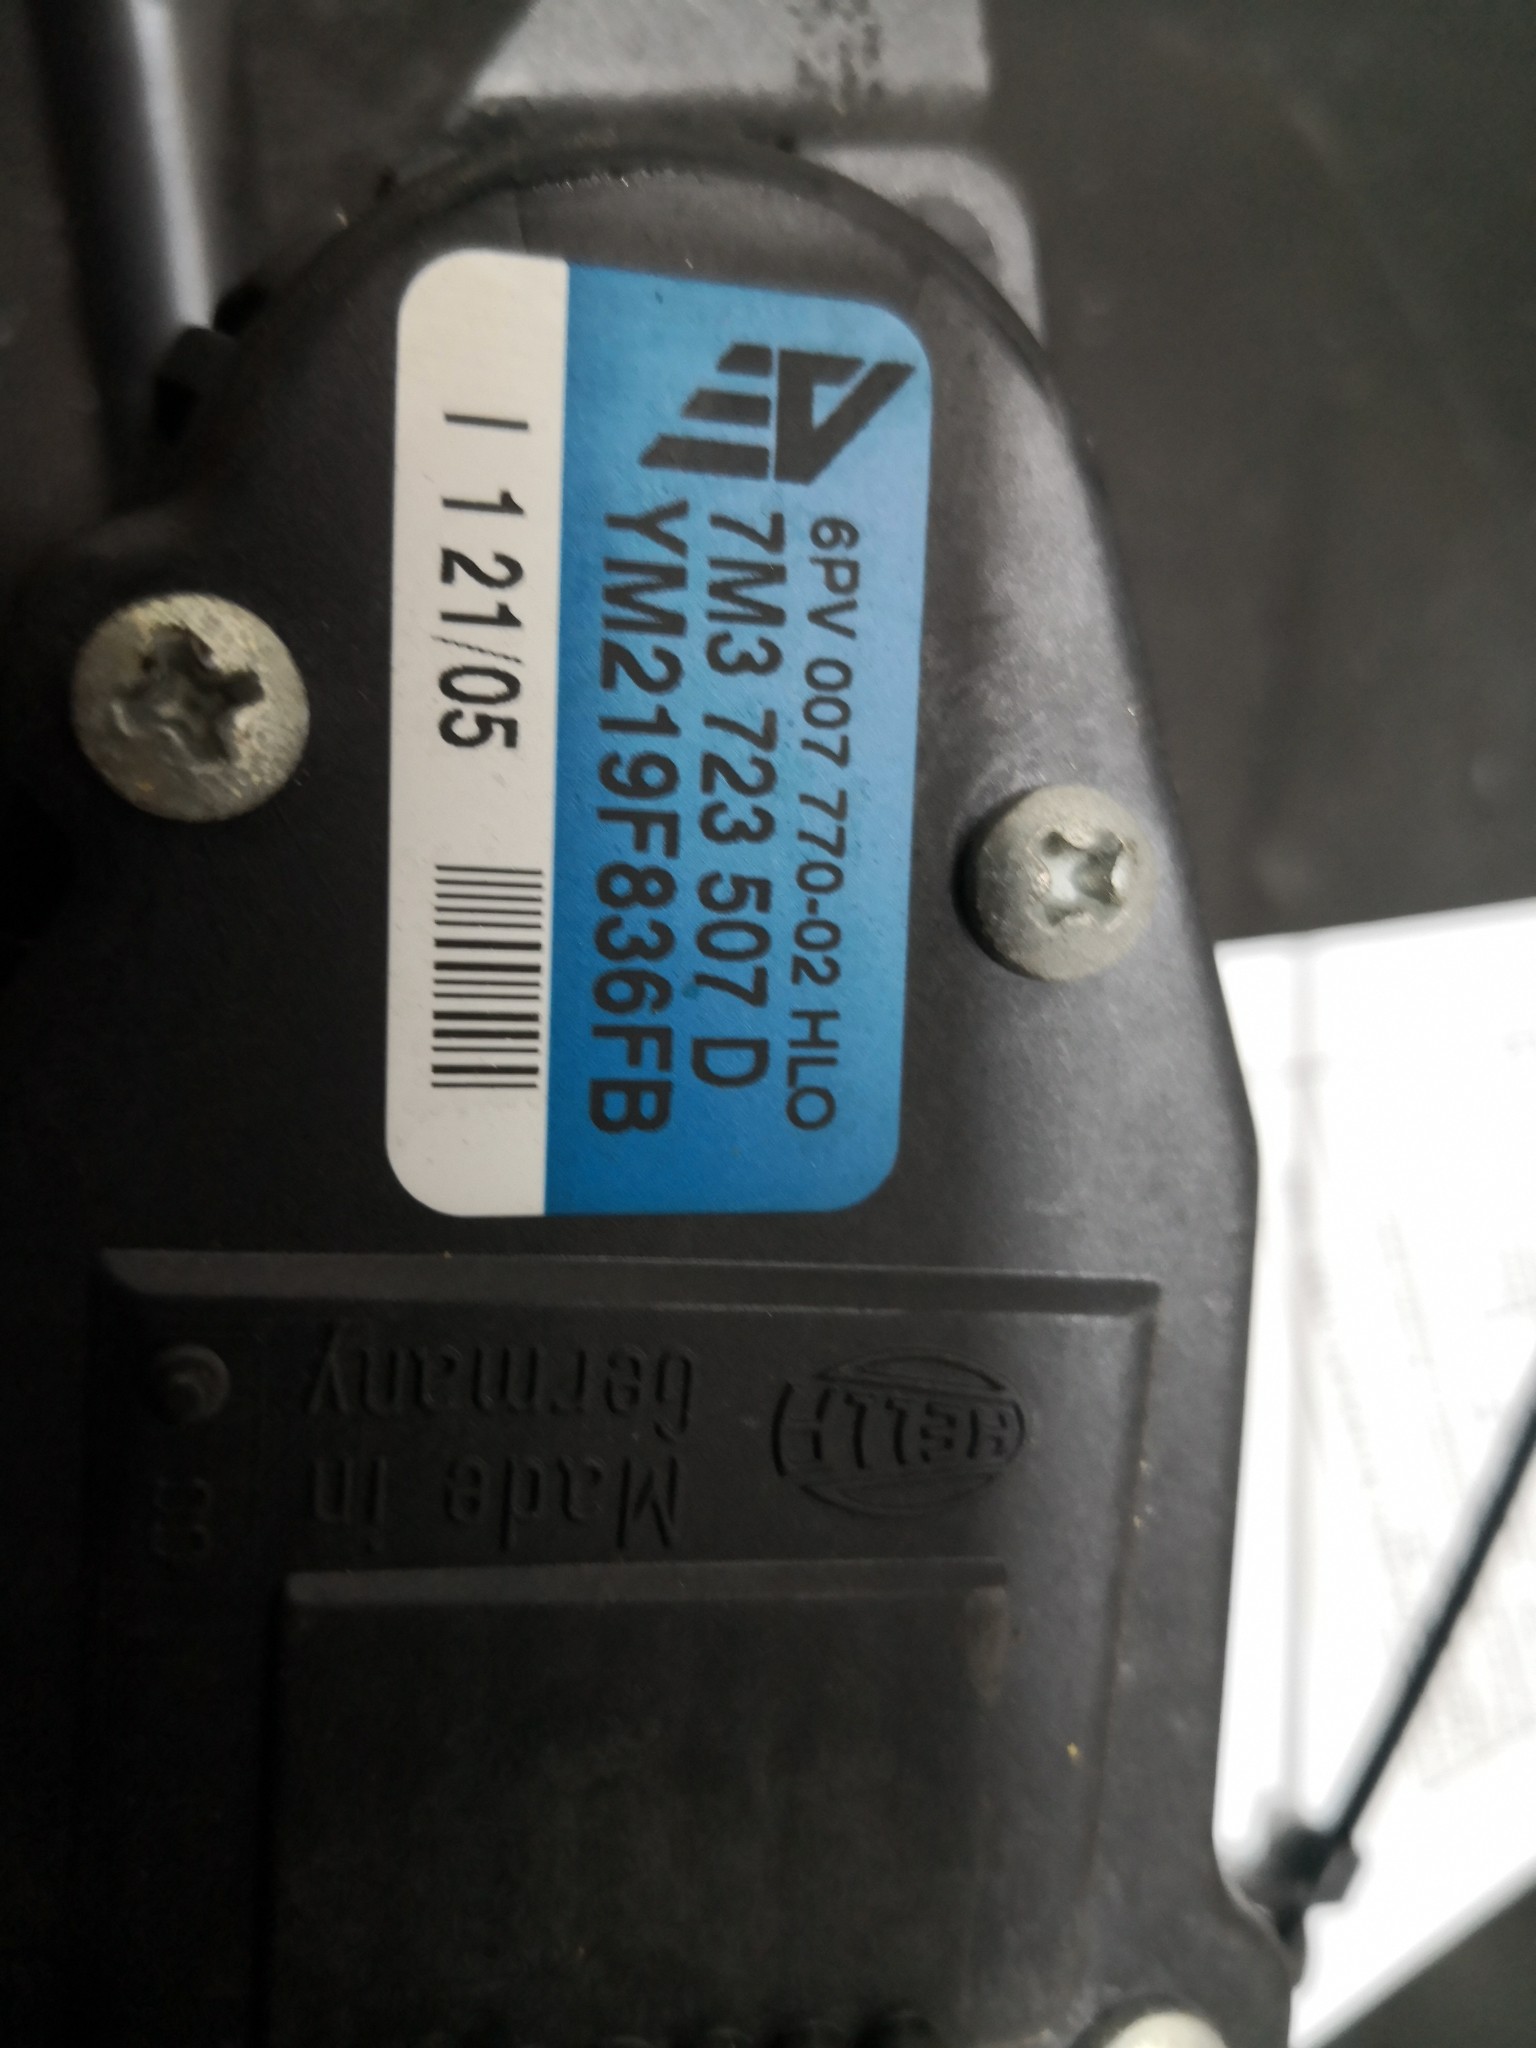 6PV 007 770-02 HLO
7M3 723 507 D
YM219F836FB
I 1 21/05
HELLA
Made in
Germany